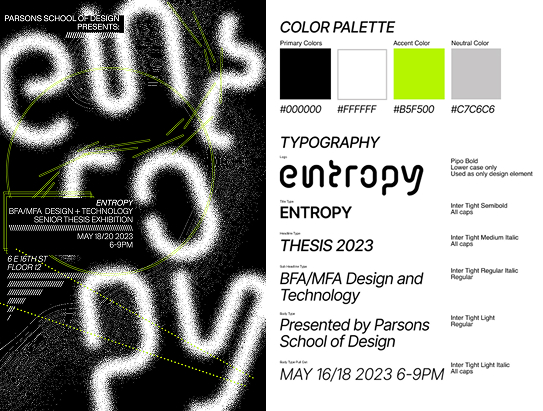 PARSONS SCHOOL OF DESIGN
PRESENTS:
entropy
ENTROPY
BFA/MFA DESIGN + TECHNOLOGY
SENIOR THESIS EXHIBITION
MAY 18/20 2023
6-9PM
6 E 16TH ST
FLOOR 12
COLOR PALETTE
Primary Colors
Accent Color
Neutral Color
#000000
#FFFFFF
#B5F500
#C7C6C6
TYPOGRAPHY
Logo
entropy
Pipo Bold
Lower case only
Used as only design element
Title Type
ENTROPY
Inter Tight Semibold
All caps
Headline Type
THESIS 2023
Inter Tight Medium Italic
All caps
Sub Headline Type
BFA/MFA Design and
Technology
Inter Tight Regular Italic
Regular
Body Type
Presented by Parsons
School of Design
Inter Tight Light
Regular
MAY 16/18 2023 6-9PM
Inter Tight Light Italic
All caps